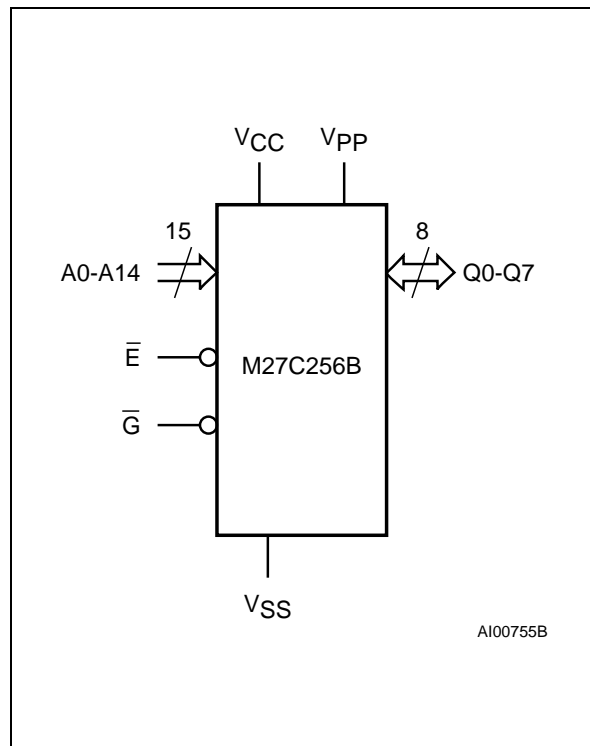 VCC VPP
15 8
A0-A14 Q0-Q7
E̅ M27C256B
G̅
VSS
AI00755B